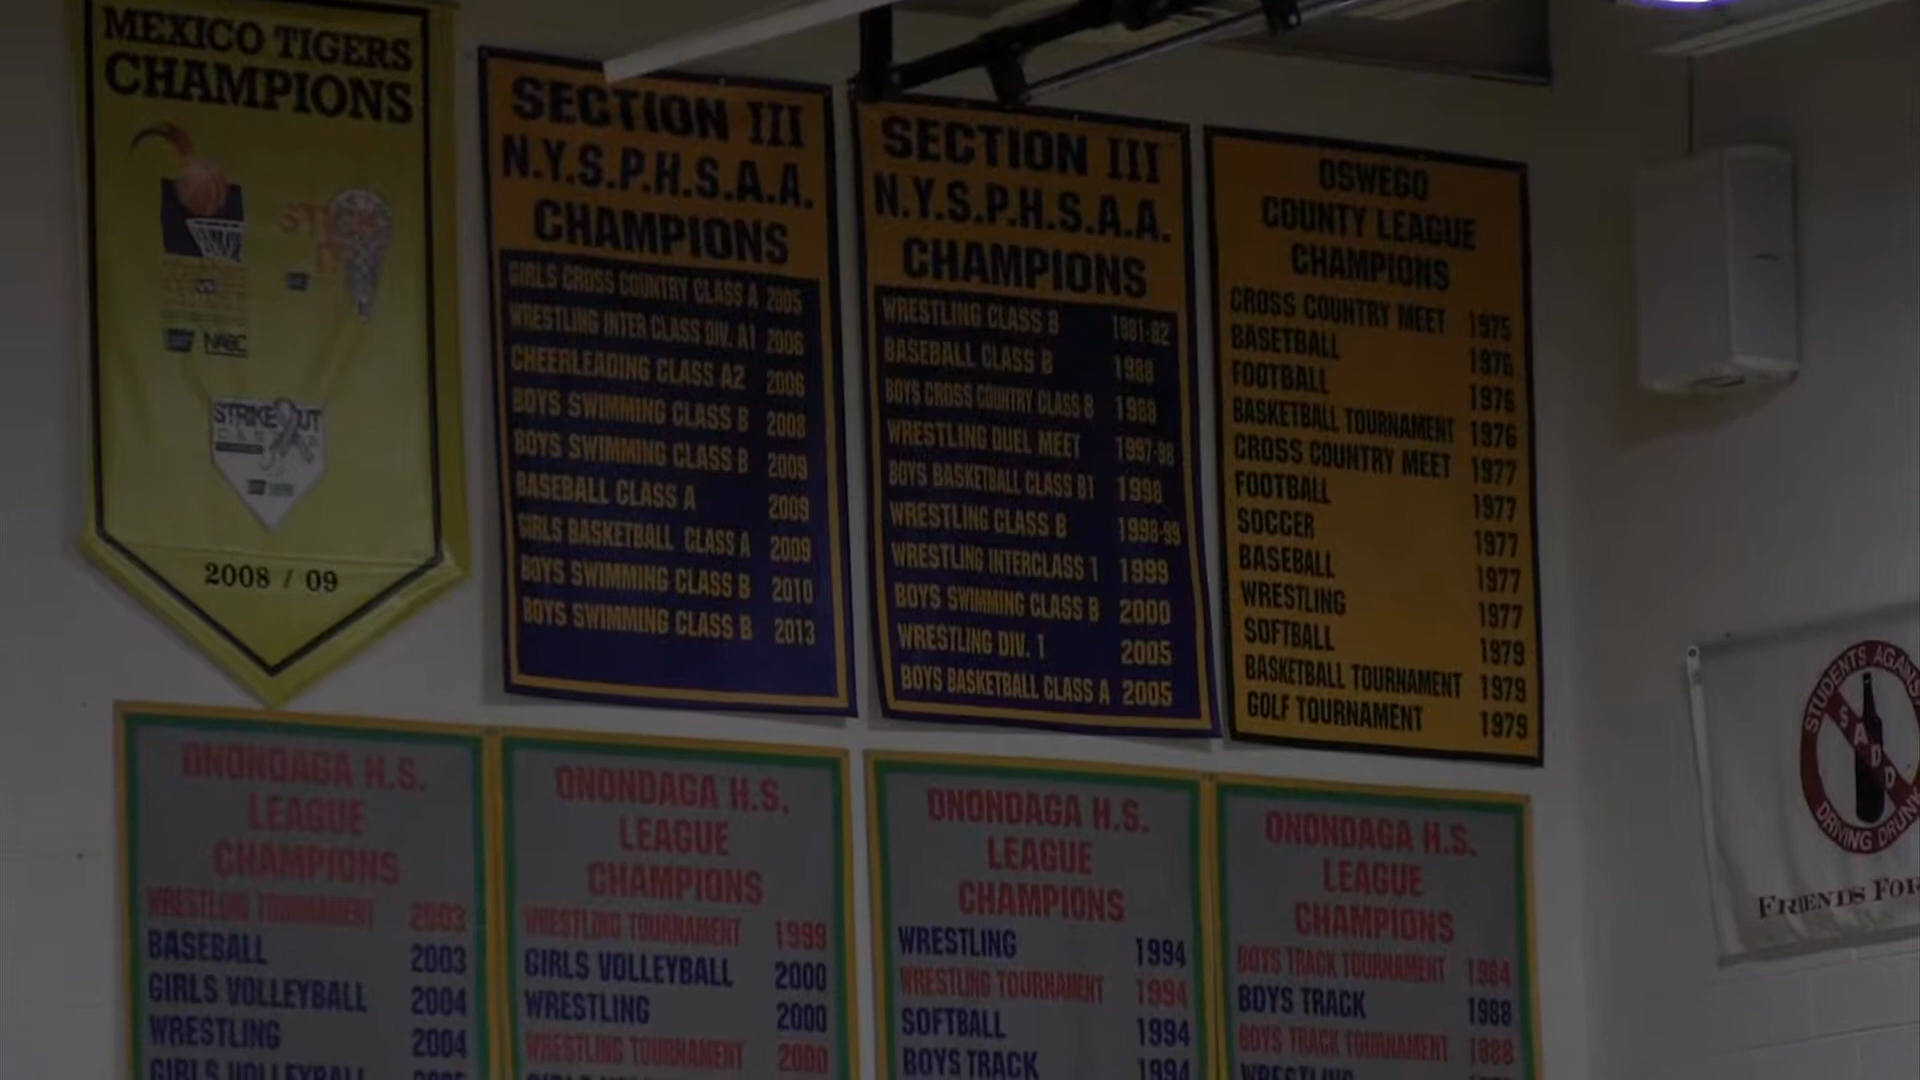 MEXICO TIGERS
CHAMPIONS
STRIKE OUT
NABC
2008 / 09
SECTION III
N.Y.S.P.H.S.A.A.
CHAMPIONS
GIRLS CROSS COUNTRY CLASS A 2005
WRESTLING INTER CLASS DIV. A1 2006
CHEERLEADING CLASS A2 2006
BOYS SWIMMING CLASS B 2008
BOYS SWIMMING CLASS B 2009
BASEBALL CLASS A 2009
GIRLS BASKETBALL CLASS A 2009
BOYS SWIMMING CLASS B 2010
BOYS SWIMMING CLASS B 2013
SECTION III
N.Y.S.P.H.S.A.A.
CHAMPIONS
WRESTLING CLASS B 1981-82
BASEBALL CLASS B 1988
BOYS CROSS COUNTRY CLASS B 1988
WRESTLING DUEL MEET 1997-98
BOYS BASKETBALL CLASS B1 1998
WRESTLING CLASS B 1998-99
WRESTLING INTERCLASS 1 1999
BOYS SWIMMING CLASS B 2000
WRESTLING DIV. 1 2005
BOYS BASKETBALL CLASS A 2005
OSWEGO
COUNTY LEAGUE
CHAMPIONS
CROSS COUNTRY MEET 1975
BASETBALL 1976
FOOTBALL 1976
BASKETBALL TOURNAMENT 1976
CROSS COUNTRY MEET 1977
FOOTBALL 1977
SOCCER 1977
BASEBALL 1977
WRESTLING 1977
SOFTBALL 1979
BASKETBALL TOURNAMENT 1979
GOLF TOURNAMENT 1979
STUDENTS AGAINST
SADD
DRIVING DRUNK
FRIENDS FOR
ONONDAGA H.S.
LEAGUE
CHAMPIONS
WRESTLING TOURNAMENT 2003
BASEBALL 2003
GIRLS VOLLEYBALL 2004
WRESTLING 2004
GIRLS VOLLEYBALL 2005
ONONDAGA H.S.
LEAGUE
CHAMPIONS
WRESTLING TOURNAMENT 1999
GIRLS VOLLEYBALL 2000
WRESTLING 2000
WRESTLING TOURNAMENT 2000
ONONDAGA H.S.
LEAGUE
CHAMPIONS
WRESTLING 1994
WRESTLING TOURNAMENT 1994
SOFTBALL 1994
BOYS TRACK 1994
ONONDAGA H.S.
LEAGUE
CHAMPIONS
BOYS TRACK TOURNAMENT 1984
BOYS TRACK 1988
BOYS TRACK TOURNAMENT 1988
WRESTLING